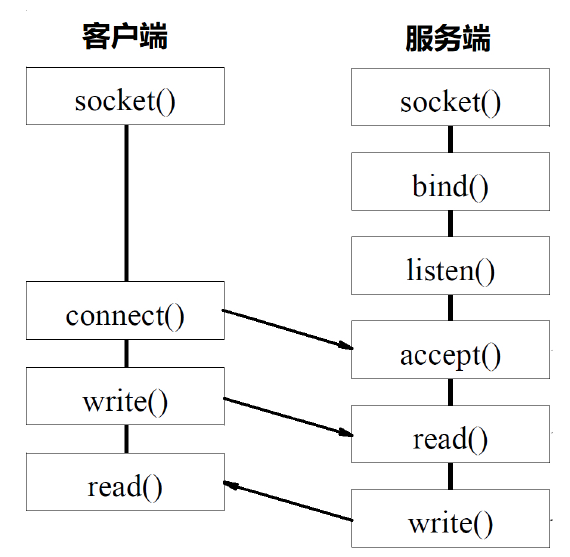 客户端
服务端
socket()
socket()
bind()
listen()
connect()
accept()
write()
read()
read()
write()